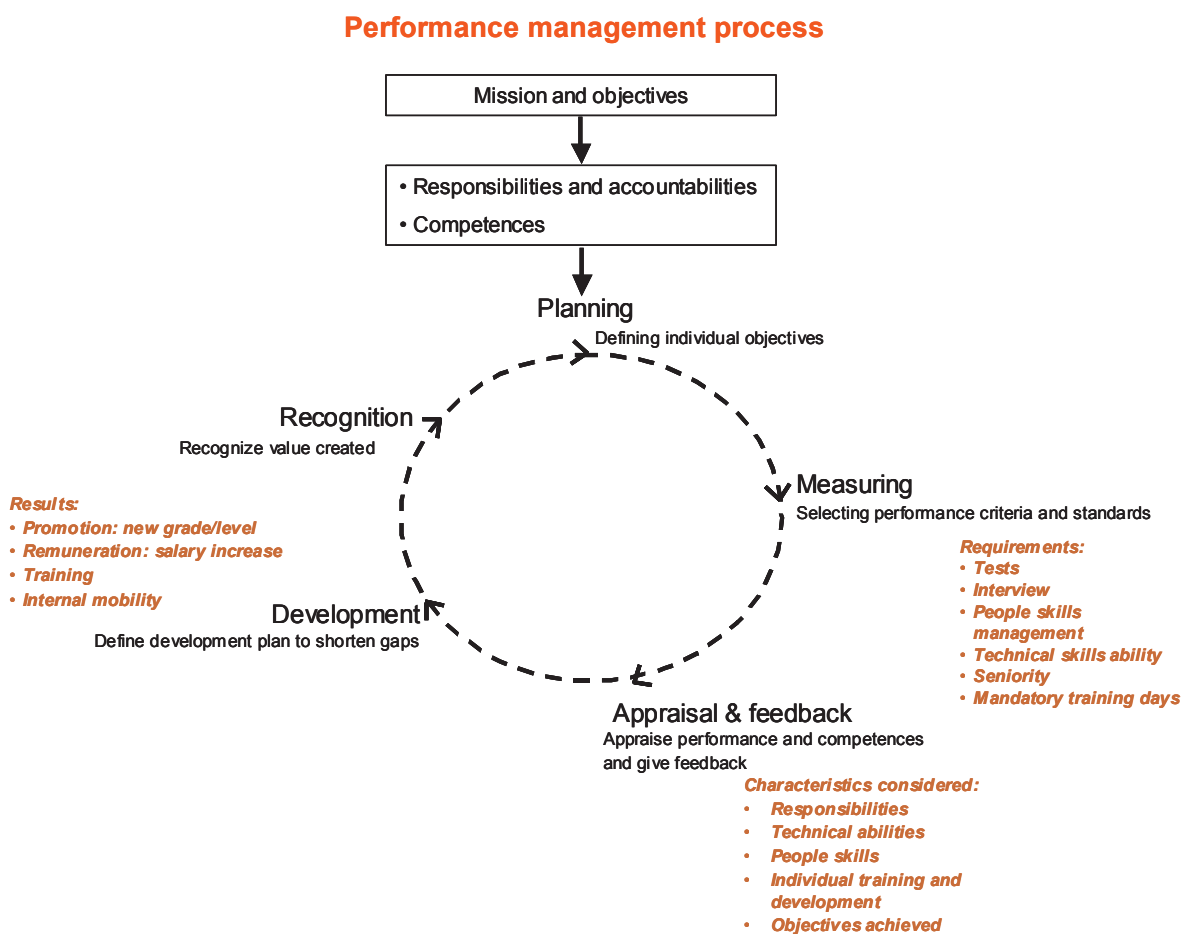 Performance management process
Mission and objectives
• Responsibilities and accountabilities
• Competences
Planning
Defining individual objectives
Recognition
Recognize value created
Measuring
Selecting performance criteria and standards
Results:
• Promotion: new grade/level
• Remuneration: salary increase
• Training
• Internal mobility
Requirements:
• Tests
• Interview
• People skills
management
• Technical skills ability
• Seniority
• Mandatory training days
Development
Define development plan to shorten gaps
Appraisal & feedback
Appraise performance and competences
and give feedback
Characteristics considered:
• Responsibilities
• Technical abilities
• People skills
• Individual training and
development
• Objectives achieved